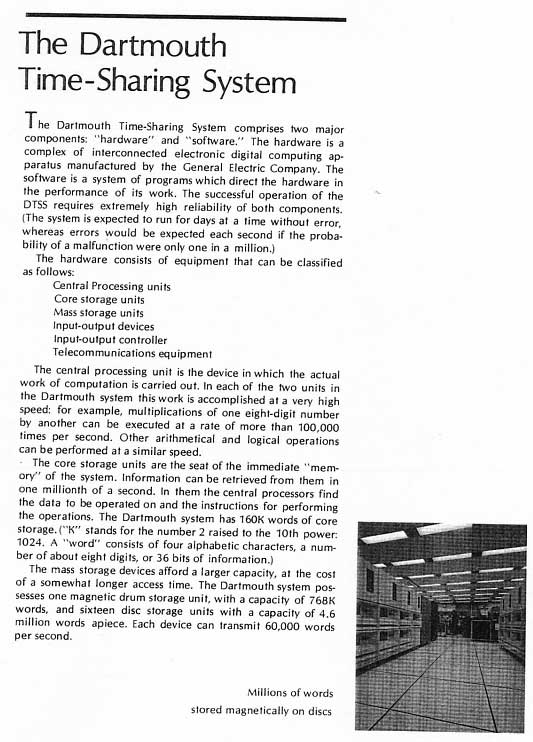 The Dartmouth
Time-Sharing System
The Dartmouth Time-Sharing System comprises two major
components: "hardware" and "software." The hardware is a
complex of interconnected electronic digital computing ap-
paratus manufactured by the General Electric Company. The
software is a system of programs which direct the hardware in
the performance of its work. The successful operation of the
DTSS requires extremely high reliability of both components.
(The system is expected to run for days at a time without error,
whereas errors would be expected each second if the proba-
bility of a malfunction were only one in a million.)
The hardware consists of equipment that can be classified
as follows:
Central Processing units
Core storage units
Mass storage units
Input-output devices
Input-output controller
Telecommunications equipment
The central processing unit is the device in which the actual
work of computation is carried out. In each of the two units in
the Dartmouth system this work is accomplished at a very high
speed: for example, multiplications of one eight-digit number
by another can be executed at a rate of more than 100,000
times per second. Other arithmetical and logical operations
can be performed at a similar speed.
The core storage units are the seat of the immediate "mem-
ory" of the system. Information can be retrieved from them in
one millionth of a second. In them the central processors find
the data to be operated on and the instructions for performing
the operations. The Dartmouth system has 160K words of core
storage. ("K" stands for the number 2 raised to the 10th power:
1024. A "word" consists of four alphabetic characters, a num-
ber of about eight digits, or 36 bits of information.)
The mass storage devices afford a larger capacity, at the cost
of a somewhat longer access time. The Dartmouth system pos-
sesses one magnetic drum storage unit, with a capacity of 768K
words, and sixteen disc storage units with a capacity of 4.6
million words apiece. Each device can transmit 60,000 words
per second.
Millions of words
stored magnetically on discs